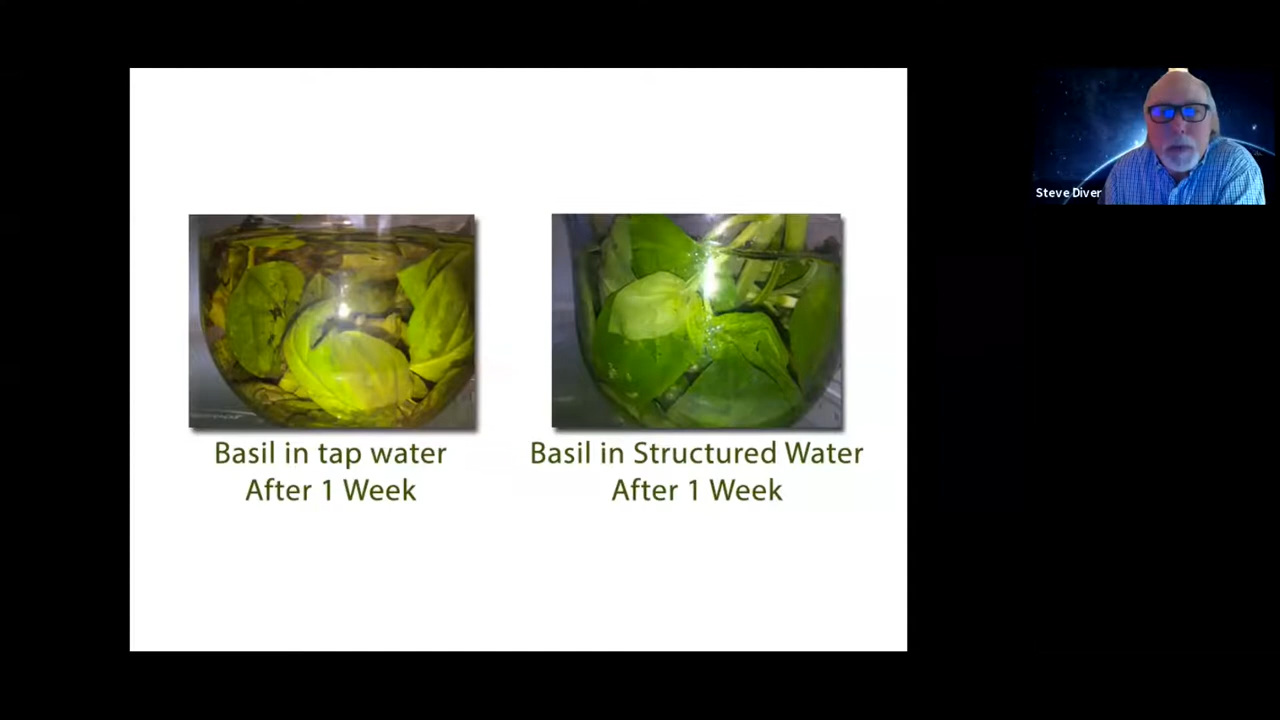 Steve Diver
Basil in tap water
After 1 Week
Basil in Structured Water
After 1 Week